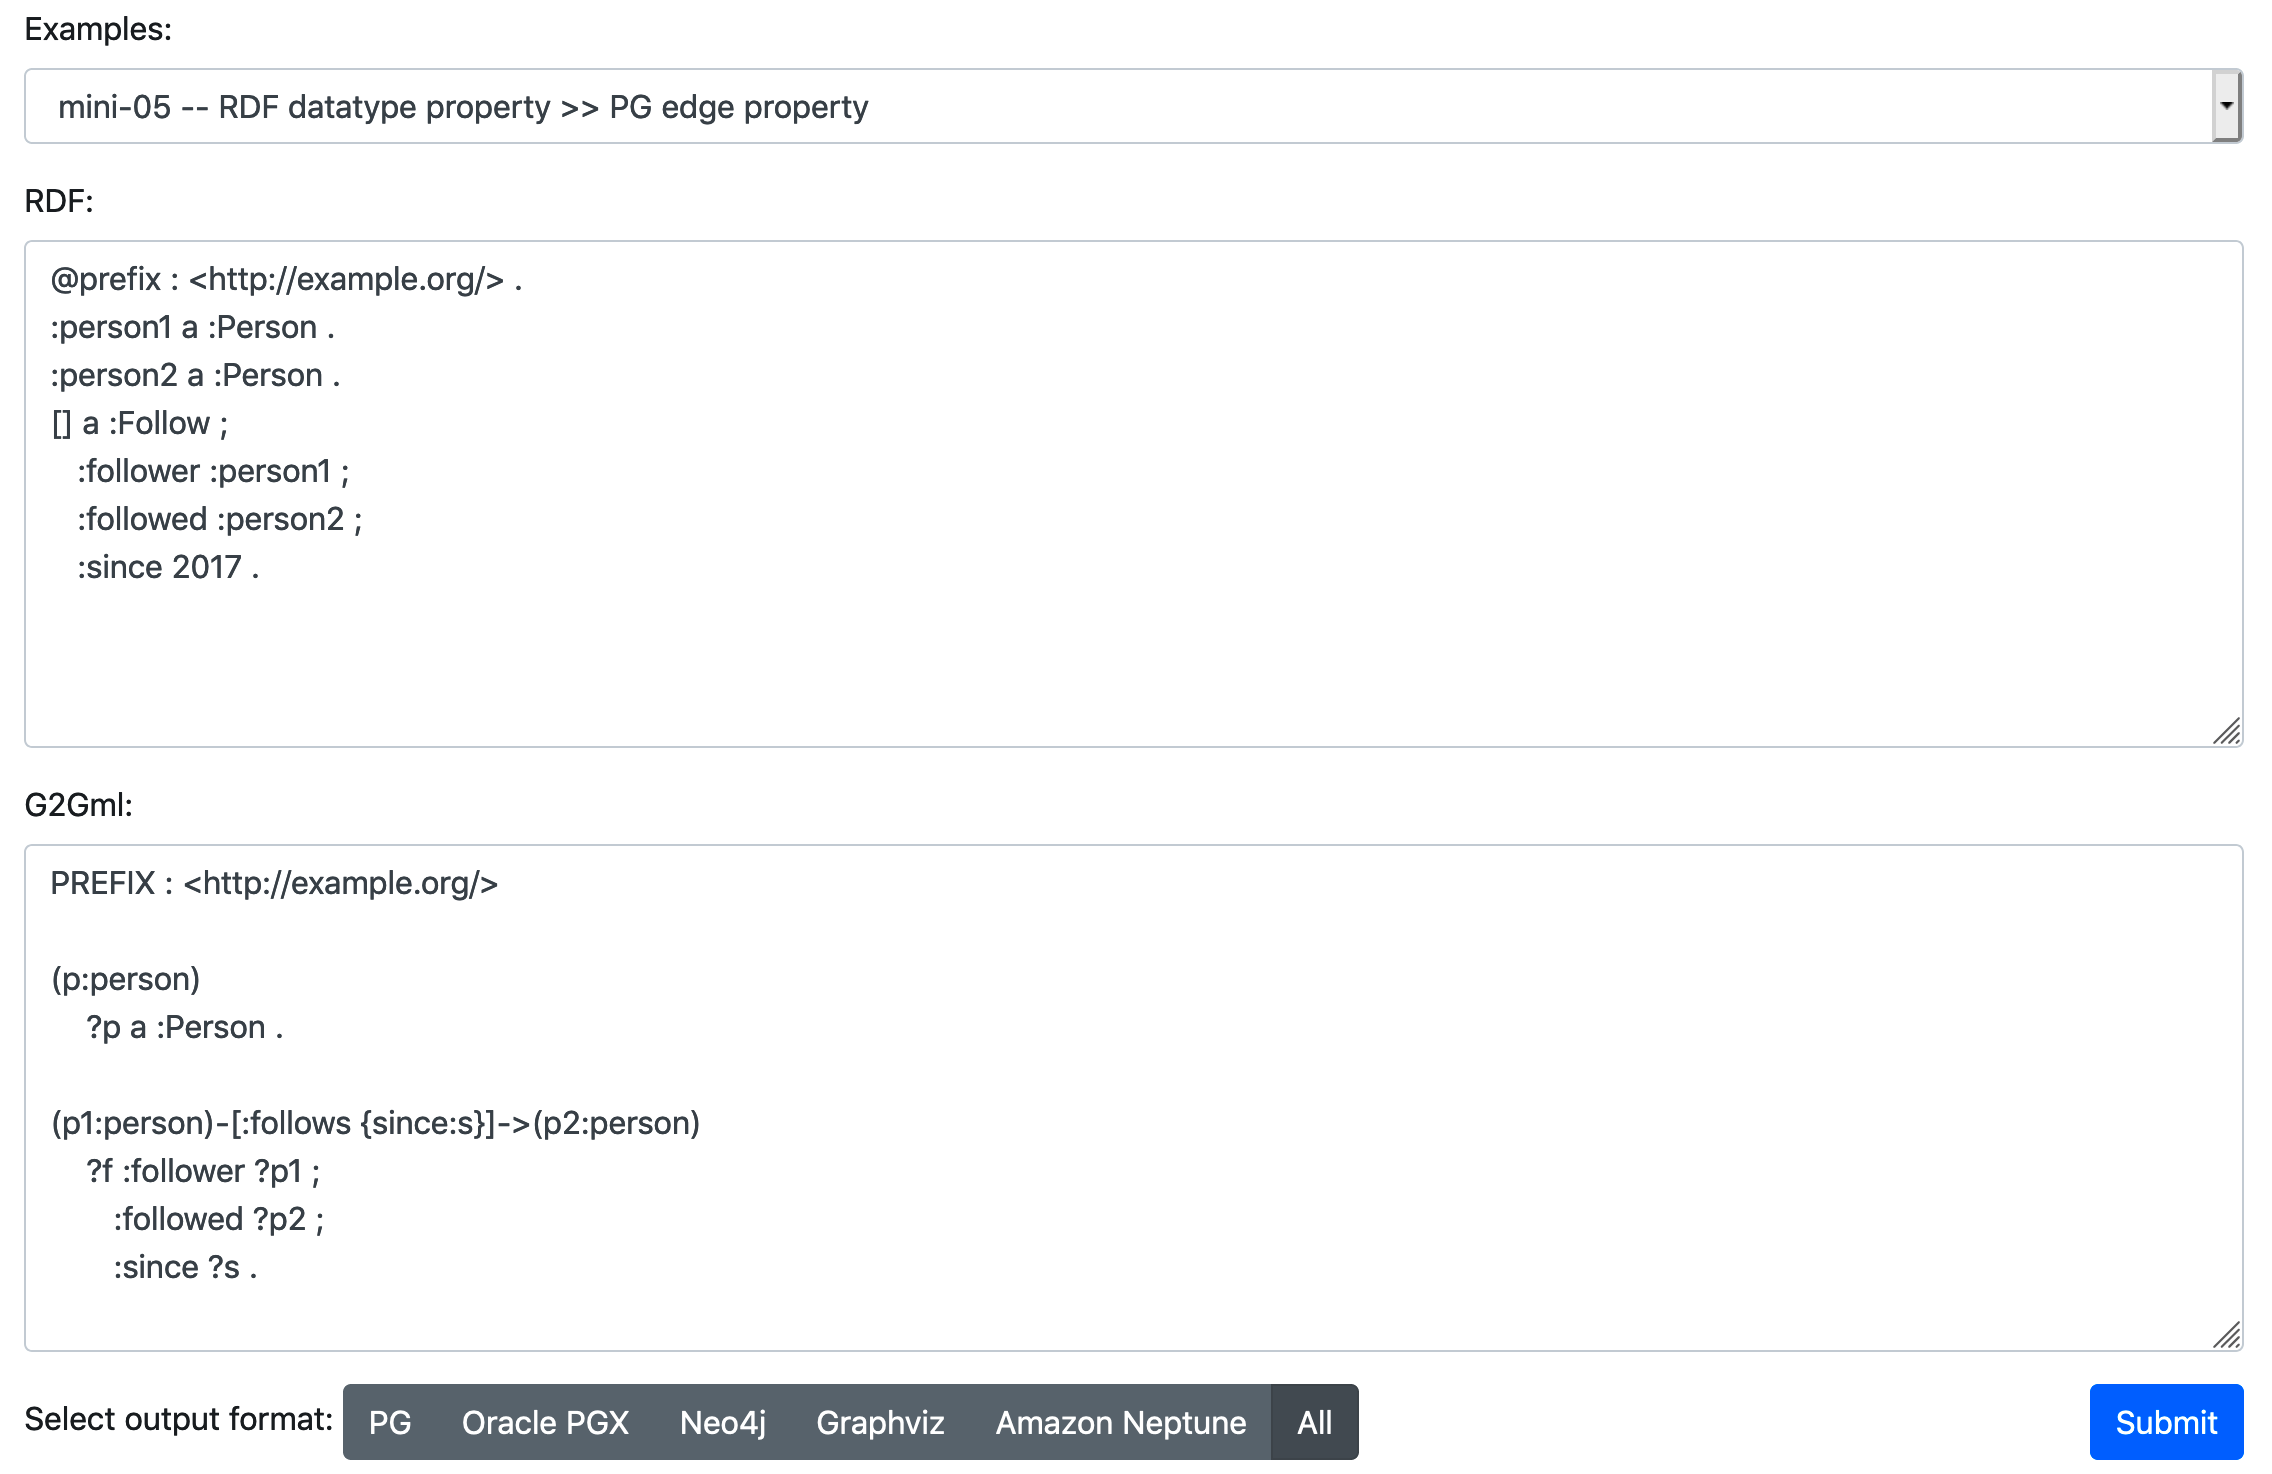 Examples:
mini-05 -- RDF datatype property >> PG edge property
RDF:
@prefix : <http://example.org/> .
:person1 a :Person .
:person2 a :Person .
[] a :Follow ;
:follower :person1 ;
:followed :person2 ;
:since 2017 .
G2Gml:
PREFIX : <http://example.org/>
(p:person)
?p a :Person .
(p1:person)-[:follows {since:s}]->(p2:person)
?f :follower ?p1 ;
:followed ?p2 ;
:since ?s .
Select output format: PG Oracle PGX Neo4j Graphviz Amazon Neptune All Submit